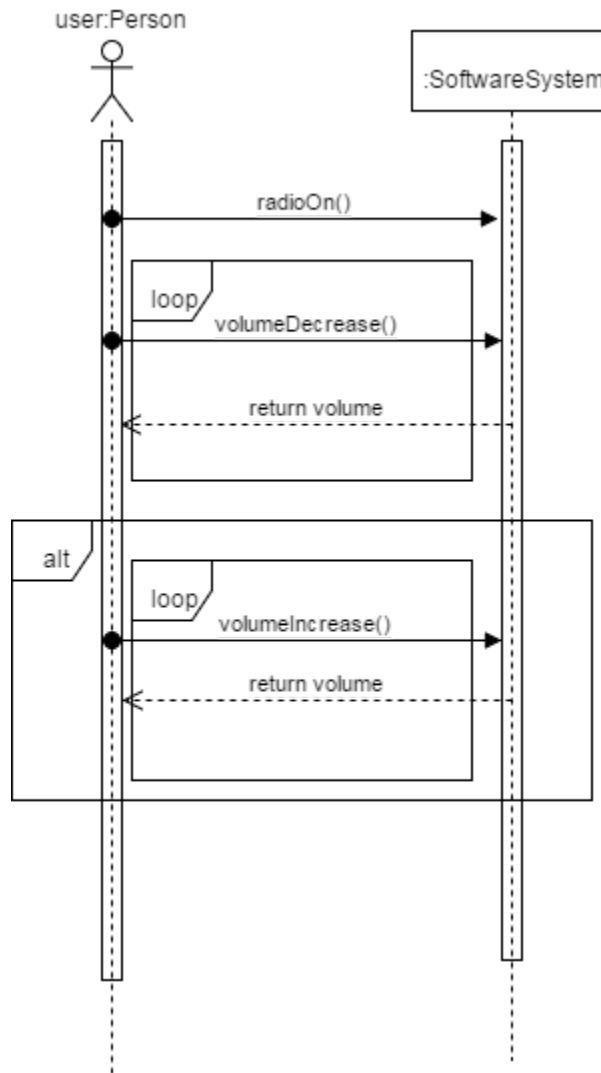 user:Person
:SoftwareSystem
radioOn()
loop
volumeDecrease()
return volume
alt
loop
volumeIncrease()
return volume